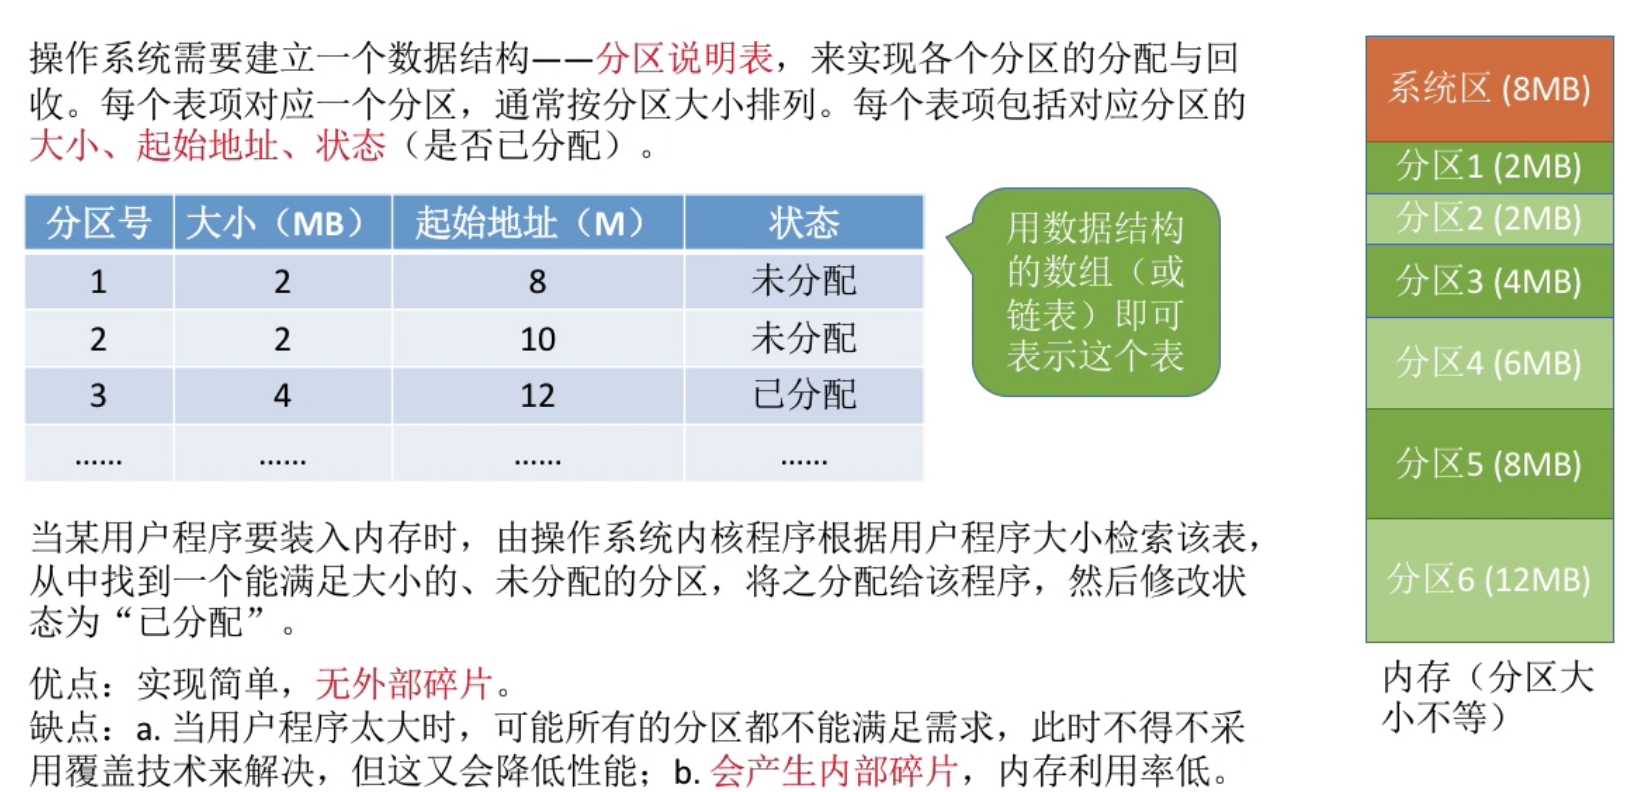 操作系统需要建立一个数据结构——分区说明表，来实现各个分区的分配与回
收。每个表项对应一个分区，通常按分区大小排列。每个表项包括对应分区的
大小、起始地址、状态（是否已分配）。
分区号 大小（MB） 起始地址（M） 状态
1 2 8 未分配
2 2 10 未分配
3 4 12 已分配
...... ...... ...... ......
用数据结构
的数组（或
链表）即可
表示这个表
当某用户程序要装入内存时，由操作系统内核程序根据用户程序大小检索该表，
从中找到一个能满足大小的、未分配的分区，将之分配给该程序，然后修改状
态为“已分配”。
优点：实现简单，无外部碎片。
缺点：a. 当用户程序太大时，可能所有的分区都不能满足需求，此时不得不采
用覆盖技术来解决，但这又会降低性能；b. 会产生内部碎片，内存利用率低。
系统区 (8MB)
分区1 (2MB)
分区2 (2MB)
分区3 (4MB)
分区4 (6MB)
分区5 (8MB)
分区6 (12MB)
内存（分区大
小不等）